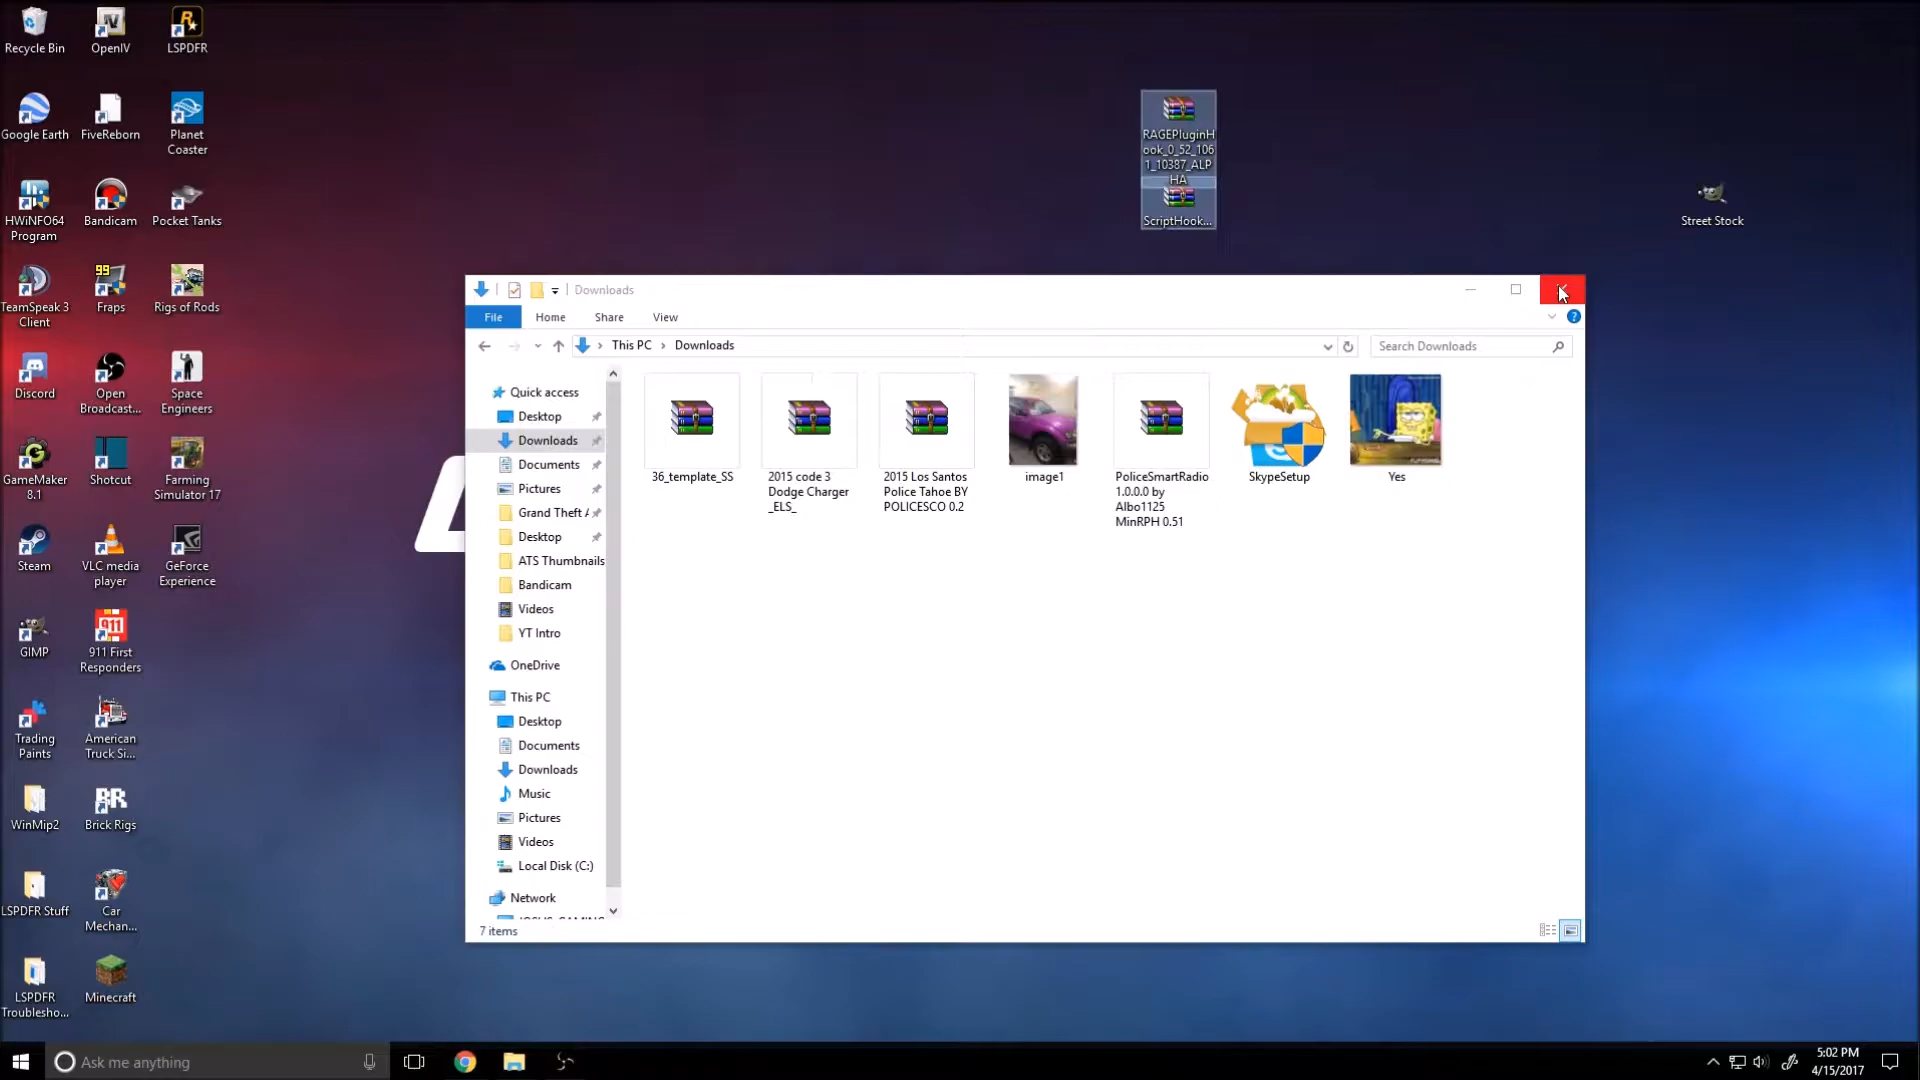 Recycle Bin
OpenIV
LSPDFR
Google Earth
FiveReborn
Planet
Coaster
HWiNFO64
Program
Bandicam
Pocket Tanks
TeamSpeak 3
Client
99
Fraps
Rigs of Rods
Discord
Open
Broadcast...
Space
Engineers
GameMaker
8.1
Shotcut
Farming
Simulator 17
Steam
VLC media
player
GeForce
Experience
GIMP
911
911 First
Responders
Trading
Paints
American
Truck Si...
WinMip2
BR
Brick Rigs
LSPDFR Stuff
Car
Mechan...
LSPDFR
Troublesho...
Minecraft
RAGEPluginH
ook_0_52_106
1_10387_ALP
HA
ScriptHook...
Street Stock
Downloads
File
Home
Share
View
This PC
Downloads
Search Downloads
Quick access
Desktop
Downloads
Documents
Pictures
Grand Theft A
Desktop
ATS Thumbnails
Bandicam
Videos
YT Intro
OneDrive
This PC
Desktop
Documents
Downloads
Music
Pictures
Videos
Local Disk (C:)
Network
36_template_SS
2015 code 3
Dodge Charger
_ELS_
2015 Los Santos
Police Tahoe BY
POLICESCO 0.2
image1
PoliceSmartRadio
1.0.0.0 by
Albo1125
MinRPH 0.51
SkypeSetup
Yes
7 items
Ask me anything
5:02 PM
4/15/2017